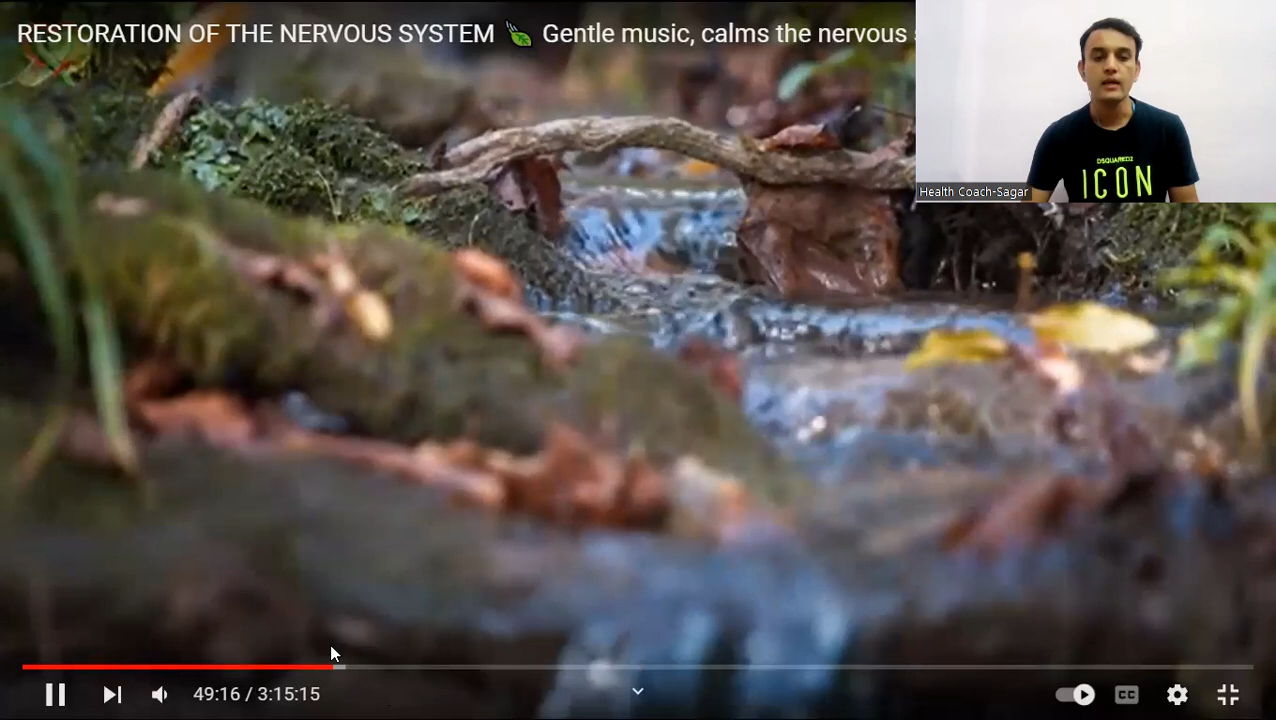 RESTORATION OF THE NERVOUS SYSTEM 🌿 Gentle music, calms the nervous
DSQUARED2
ICON
Health Coach-Sagar
49:16 / 3:15:15
CC